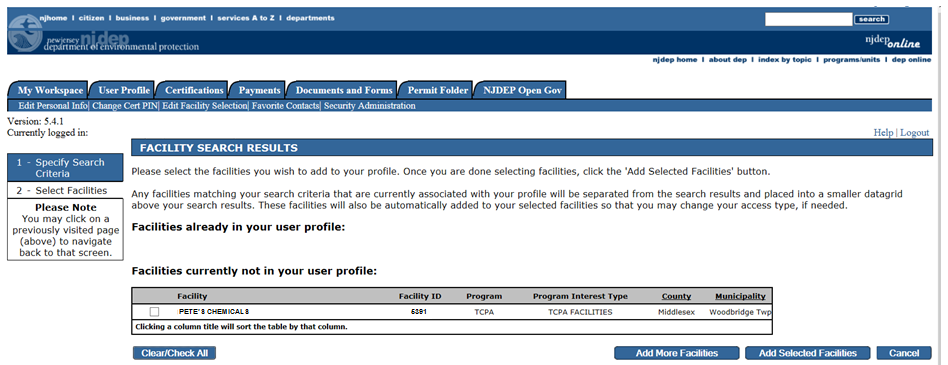 njhome l citizen l business l government l services A to Z l departments
search
newjersey njdep
department of environmental protection
njdep online
njdep home l about dep l index by topic l programs/units l dep online
My Workspace User Profile Certifications Payments Documents and Forms Permit Folder NJDEP Open Gov
Edit Personal Info| Change Cert PIN| Edit Facility Selection| Favorite Contacts| Security Administration
Version: 5.4.1
Currently logged in:
Help | Logout
1 - Specify Search
Criteria
2 - Select Facilities
Please Note
You may click on a
previously visited page
(above) to navigate
back to that screen.
FACILITY SEARCH RESULTS
Please select the facilities you wish to add to your profile. Once you are done selecting facilities, click the 'Add Selected Facilities' button.
Any facilities matching your search criteria that are currently associated with your profile will be separated from the search results and placed into a smaller datagrid
above your search results. These facilities will also be automatically added to your selected facilities so that you may change your access type, if needed.
Facilities already in your user profile:
Facilities currently not in your user profile:
Facility Facility ID Program Program Interest Type County Municipality
PETE'S CHEMICALS 5391 TCPA TCPA FACILITIES Middlesex Woodbridge Twp
Clicking a column title will sort the table by that column.
Clear/Check All Add More Facilities Add Selected Facilities Cancel